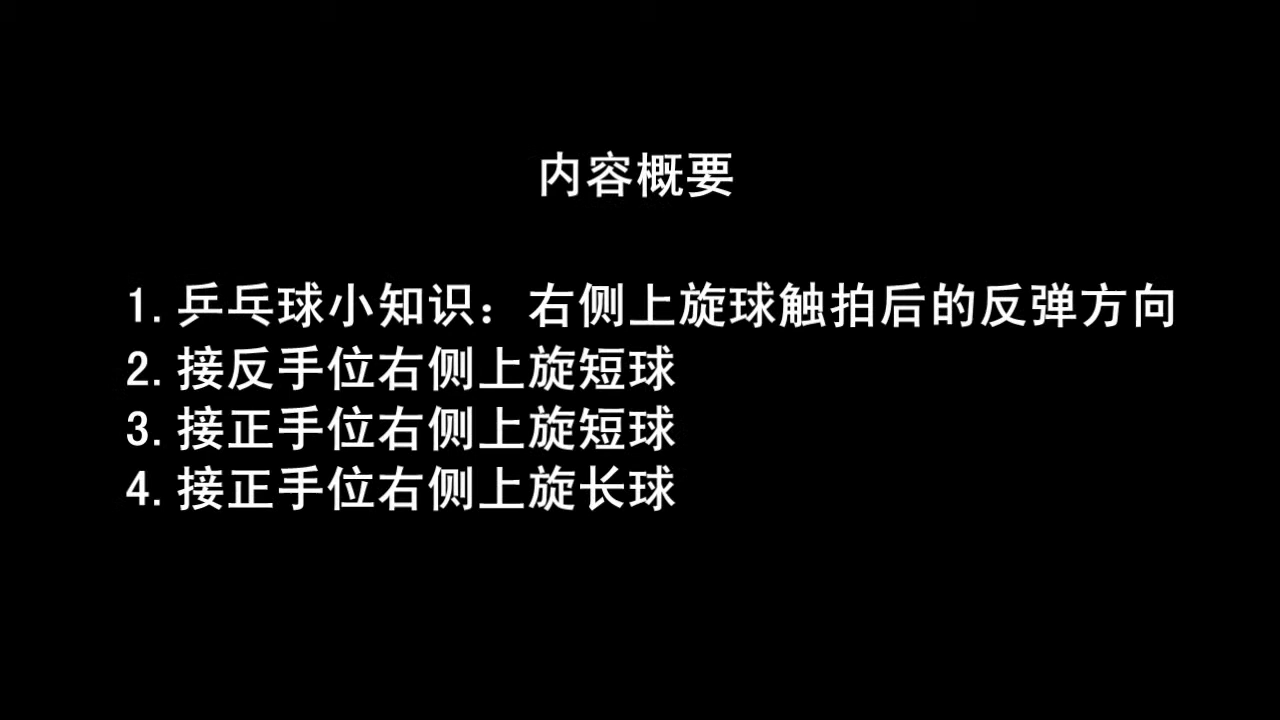 内容概要
1.乒乓球小知识：右侧上旋球触拍后的反弹方向
2.接反手位右侧上旋短球
3.接正手位右侧上旋短球
4.接正手位右侧上旋长球